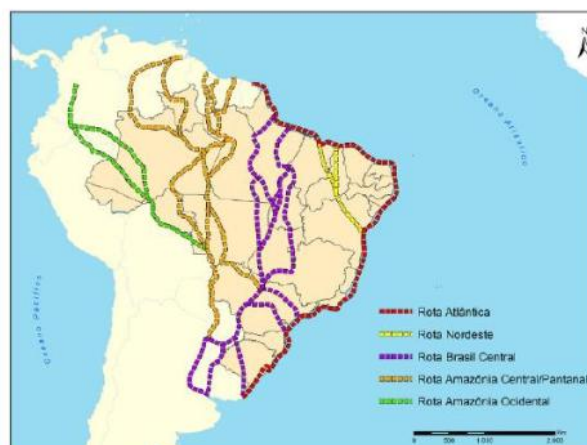 N
Oceano Atlântico
Oceano Pacífico
Rota Atlântica
Rota Nordeste
Rota Brasil Central
Rota Amazônia Central/Pantanal
Rota Amazônia Ocidental